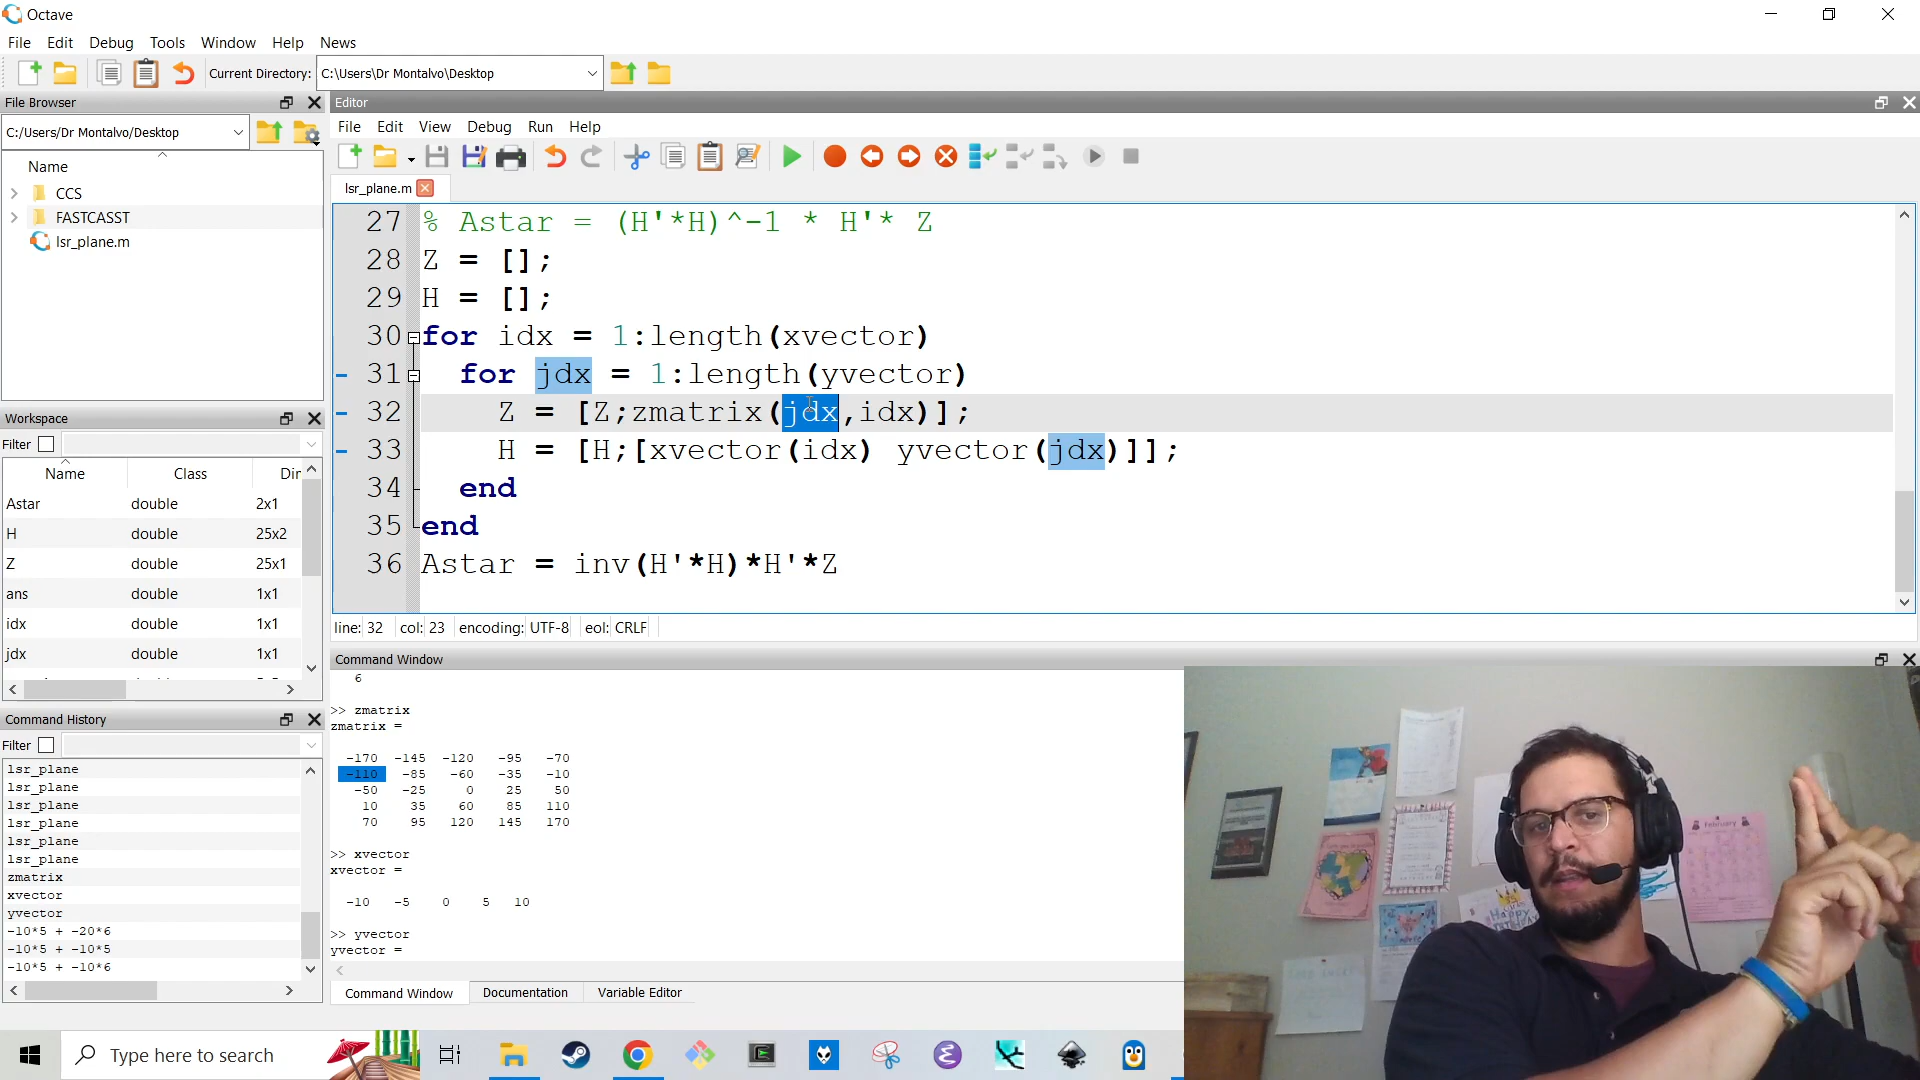 Octave
File Edit Debug Tools Window Help News
Current Directory: C:\Users\Dr Montalvo\Desktop
File Browser
C:/Users/Dr Montalvo/Desktop
Name
CCS
FASTCASST
lsr_plane.m
Workspace
Filter
Name Class Dir
Astar double 2x1
H double 25x2
Z double 25x1
ans double 1x1
idx double 1x1
jdx double 1x1
Command History
Filter
lsr_plane
lsr_plane
lsr_plane
lsr_plane
lsr_plane
lsr_plane
zmatrix
xvector
yvector
-10*5 + -20*6
-10*5 + -10*5
-10*5 + -10*6
Editor
File Edit View Debug Run Help
lsr_plane.m
27 % Astar = (H'*H)^-1 * H'* Z
28 Z = [];
29 H = [];
30 for idx = 1:length(xvector)
31 for jdx = 1:length(yvector)
32 Z = [Z;zmatrix(jdx,idx)];
33 H = [H;[xvector(idx) yvector(jdx)]];
34 end
35 end
36 Astar = inv(H'*H)*H'*Z
line: 32 col: 23 encoding: UTF-8 eol: CRLF
Command Window
6
>> zmatrix
zmatrix =
-170 -145 -120 -95 -70
-110 -85 -60 -35 -10
-50 -25 0 25 50
10 35 60 85 110
70 95 120 145 170
>> xvector
xvector =
-10 -5 0 5 10
>> yvector
yvector =
Command Window Documentation Variable Editor
February
Happy
Type here to search